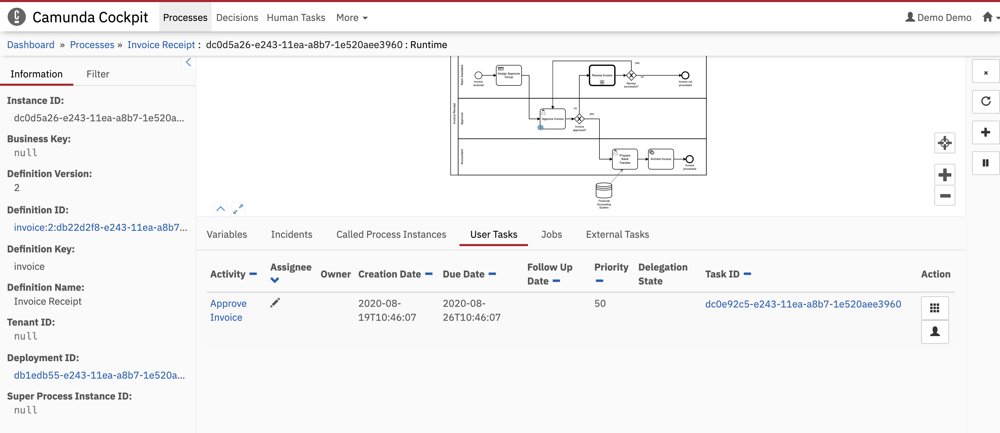 Camunda Cockpit Processes Decisions Human Tasks More Demo Demo
Dashboard » Processes » Invoice Receipt : dc0d5a26-e243-11ea-a8b7-1e520aee3960 : Runtime
Information Filter
Instance ID:
dc0d5a26-e243-11ea-a8b7-1e520a...
Business Key:
null
Definition Version:
2
Definition ID:
invoice:2:db22d2f8-e243-11ea-a8b7...
Definition Key:
invoice
Definition Name:
Invoice Receipt
Tenant ID:
null
Deployment ID:
db1edb55-e243-11ea-a8b7-1e520a...
Super Process Instance ID:
null
Invoice Receipt
Team Assistant
Invoice
received
Assign Approver
Group
Review Invoice
yes
Review
successful?
no
Invoice not
processed
Approver
Approve Invoice
1
no
yes
Invoice
approved?
Accountant
Prepare
Bank
Transfer
Archive Invoice
Invoice
processed
Financial
Accounting
System
Variables Incidents Called Process Instances User Tasks Jobs External Tasks
Activity Assignee Owner Creation Date Due Date Follow Up
Date Priority Delegation
State Task ID Action
Approve
Invoice
2020-08-
19T10:46:07
2020-08-
26T10:46:07
50
dc0e92c5-e243-11ea-a8b7-1e520aee3960